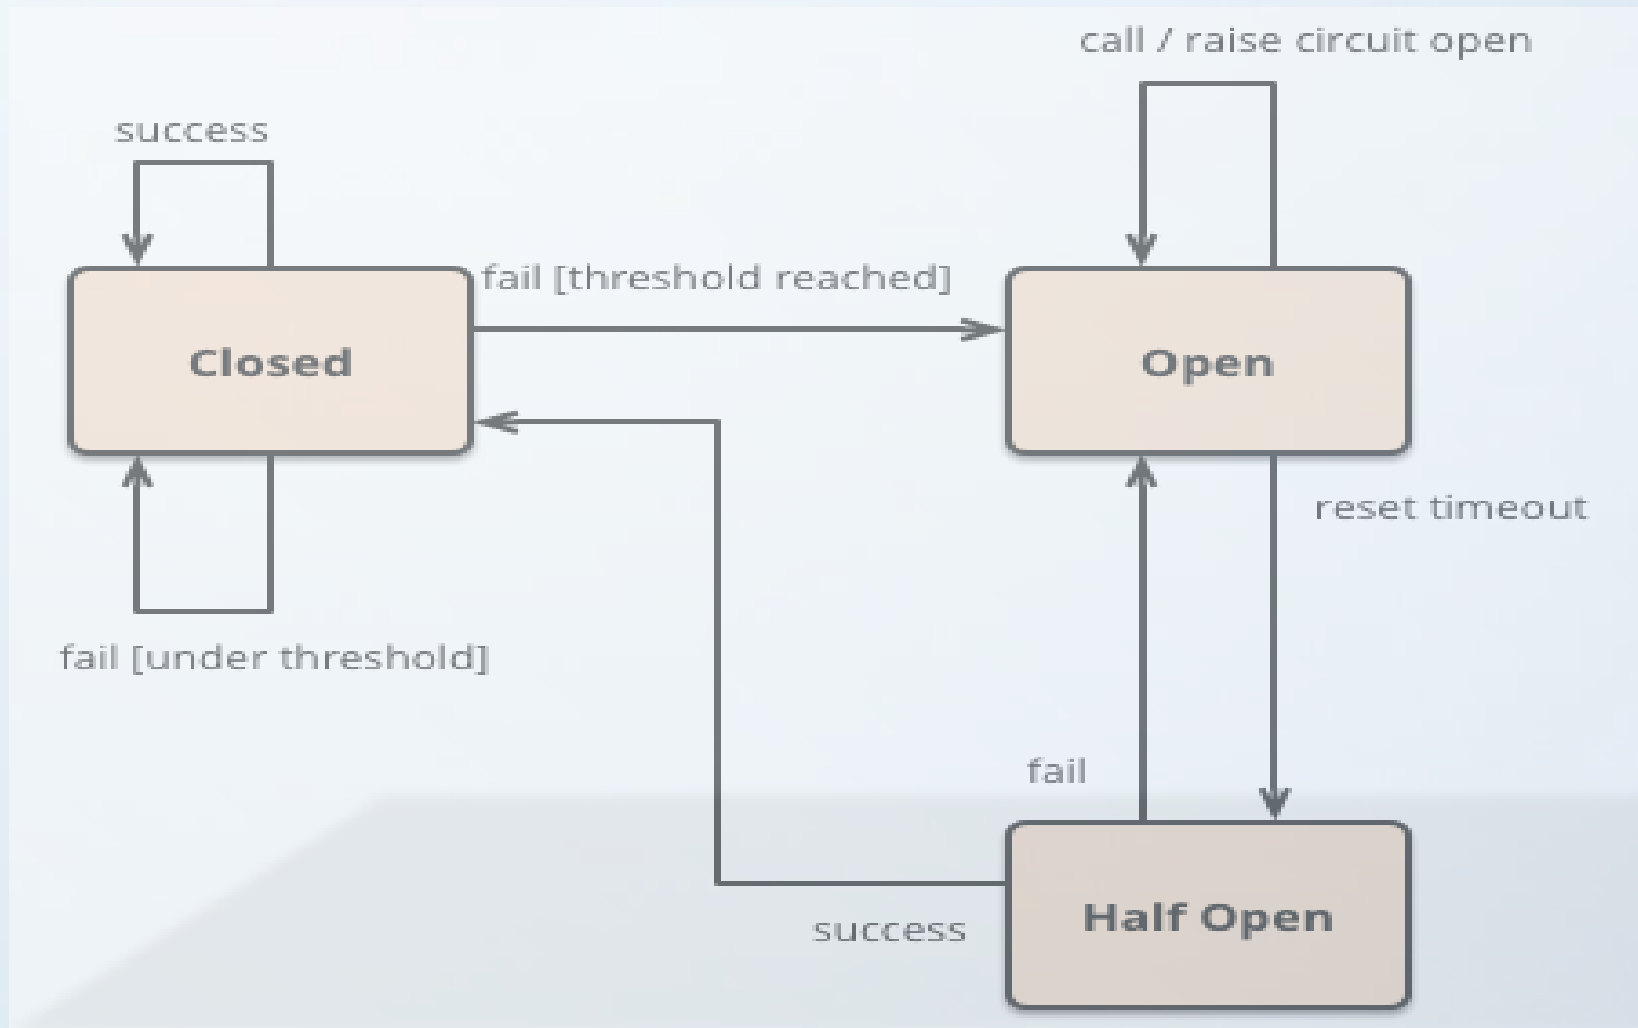 call / raise circuit open
success
fail [threshold reached]
Closed
Open
reset timeout
fail [under threshold]
fail
Half Open
success